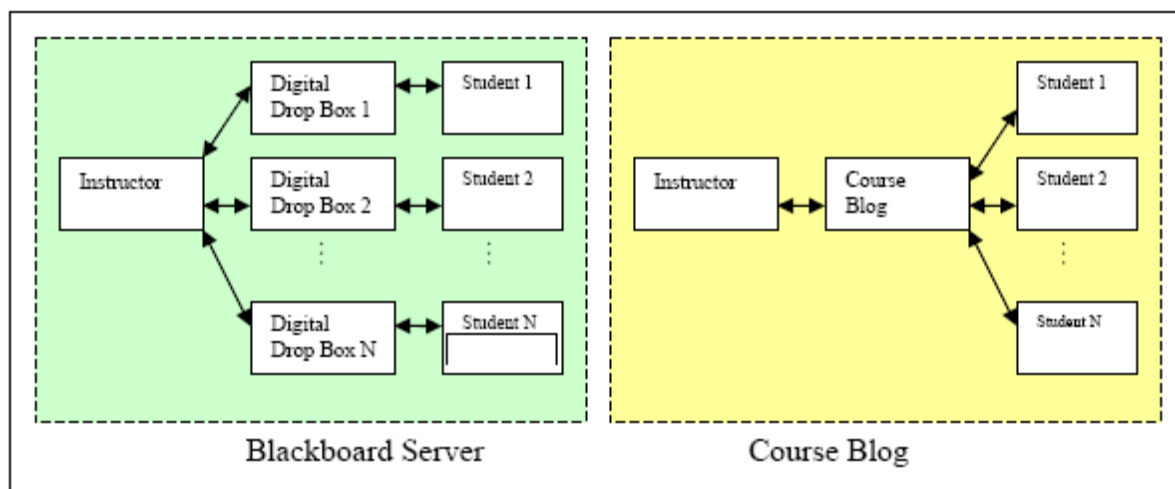 Instructor
Digital
Drop Box 1
Student 1
Digital
Drop Box 2
Student 2
Digital
Drop Box N
Student N
Blackboard Server
Instructor
Course
Blog
Student 1
Student 2
Student N
Course Blog